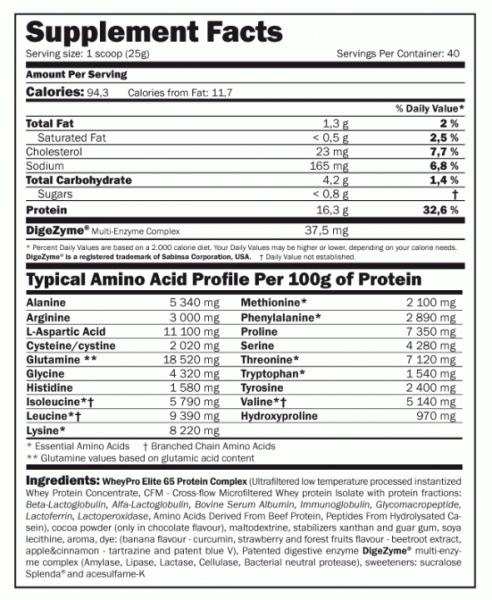 Supplement Facts
Serving size: 1 scoop (25g) Servings Per Container: 40
Amount Per Serving
Calories: 94,3 Calories from Fat: 11,7
% Daily Value*
Total Fat 1,3 g 2 %
Saturated Fat < 0,5 g 2,5 %
Cholesterol 23 mg 7,7 %
Sodium 165 mg 6,8 %
Total Carbohydrate 4,2 g 1,4 %
Sugars < 0,8 g †
Protein 16,3 g 32,6 %
DigeZyme® Multi-Enzyme Complex 37,5 mg
* Percent Daily Values are based on a 2.000 calorie diet. Your Daily Values may be higher or lower, depending on your calorie needs.
DigeZyme® is a registered trademark of Sabinsa Corporation, USA. † Daily Value not established.
Typical Amino Acid Profile Per 100g of Protein
Alanine 5 340 mg Methionine* 2 100 mg
Arginine 3 000 mg Phenylalanine* 2 890 mg
L-Aspartic Acid 11 100 mg Proline 7 350 mg
Cysteine/cystine 2 020 mg Serine 4 280 mg
Glutamine ** 18 520 mg Threonine* 7 120 mg
Glycine 4 320 mg Tryptophan* 1 540 mg
Histidine 1 580 mg Tyrosine 2 400 mg
Isoleucine*† 5 790 mg Valine*† 5 140 mg
Leucine*† 9 390 mg Hydroxyproline 970 mg
Lysine* 8 220 mg
* Essential Amino Acids † Branched Chain Amino Acids
** Glutamine values based on glutamic acid content
Ingredients: WheyPro Elite 65 Protein Complex (Ultrafiltered low temperature processed instantized
Whey Protein Concentrate, CFM - Cross-flow Microfiltered Whey protein Isolate with protein fractions:
Beta-Lactoglobulin, Alfa-Lactoglobulin, Bovine Serum Albumin, Immunoglobulin, Glycomacropeptide,
Lactoferrin, Lactoperoxidase, Amino Acids Derived From Beef Protein, Peptides From Hydrolysated Ca-
sein), cocoa powder (only in chocolate flavour), maltodextrine, stabilizers xanthan and guar gum, soya
lecithine, aroma, dye: (banana flavour - curcumin, strawberry and forest fruits flavour - beetroot extract,
apple&cinnamon - tartrazine and patent blue V), Patented digestive enzyme DigeZyme® multi-enzy-
me complex (Amylase, Lipase, Lactase, Cellulase, Bacterial neutral protease), sweeteners: sucralose
Splenda® and acesulfame-K